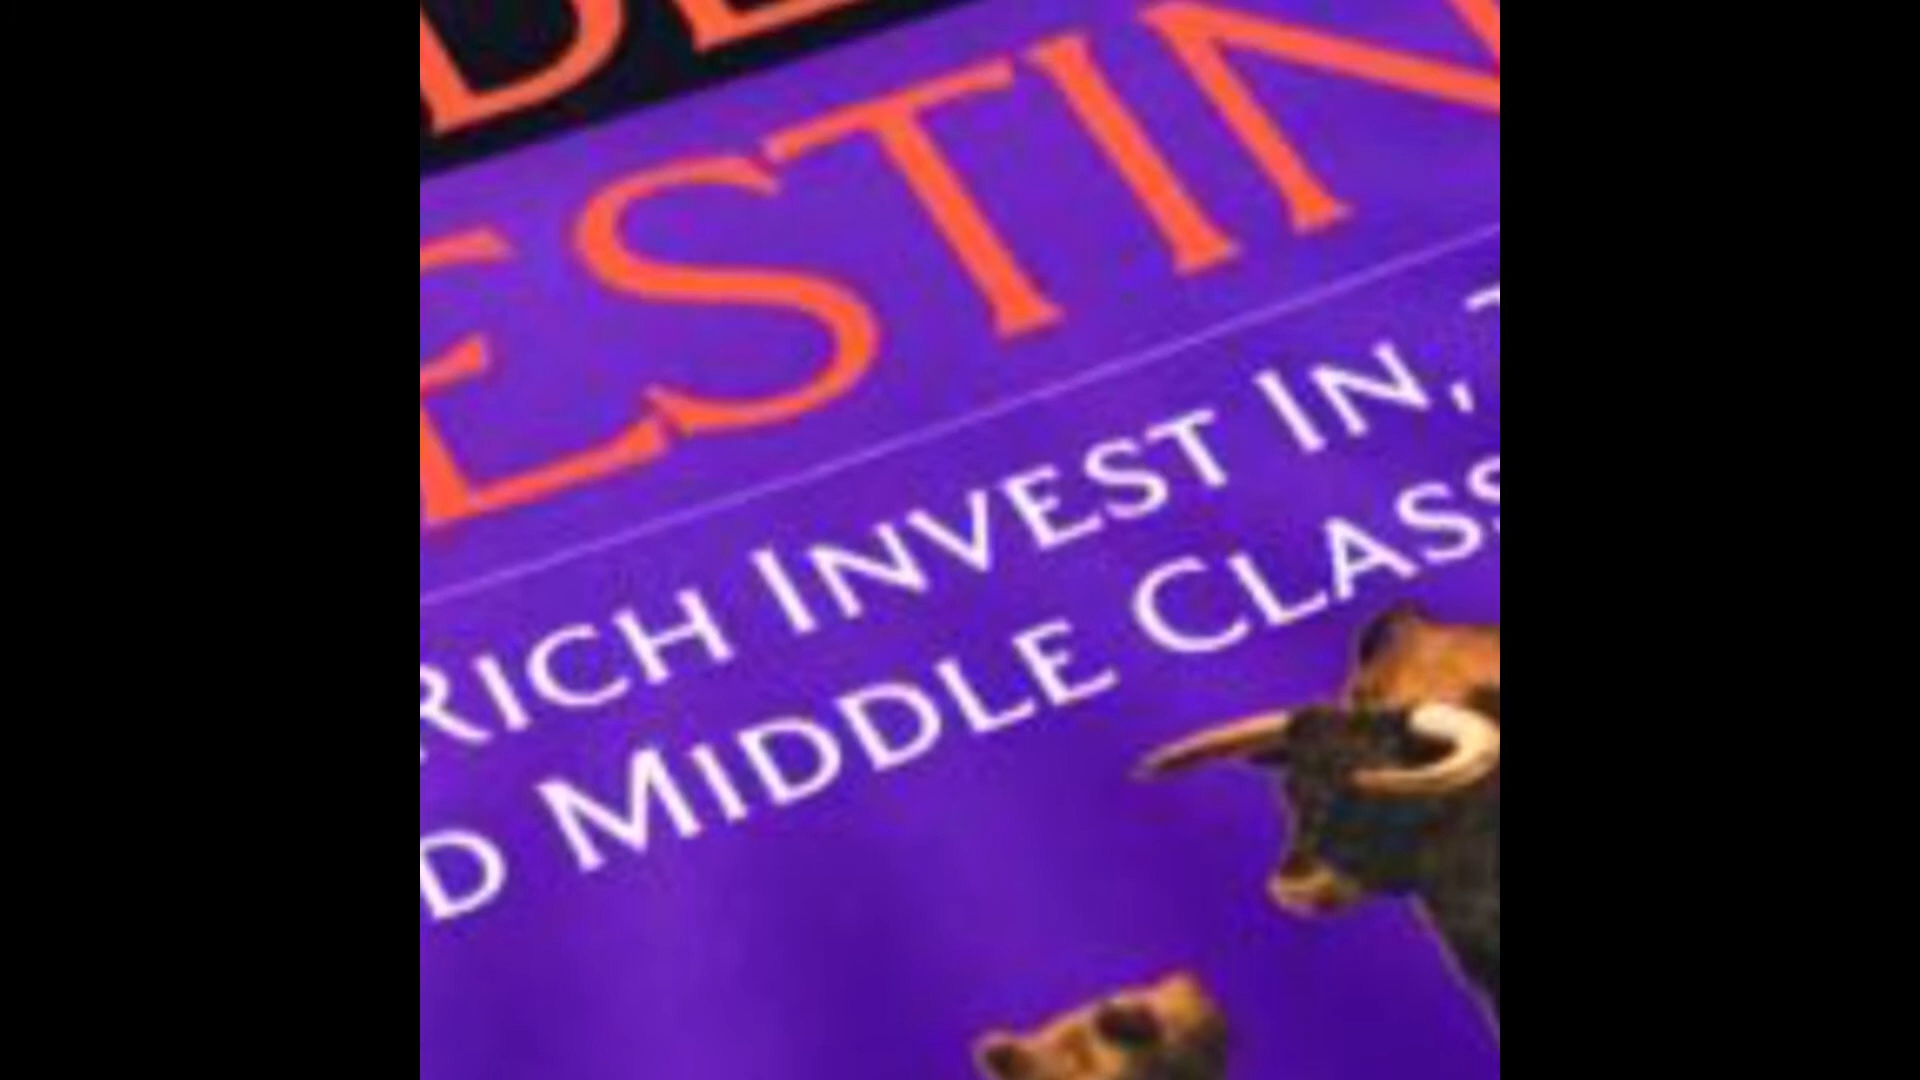 ESTIN
RICH INVEST IN,
D MIDDLE CLASS